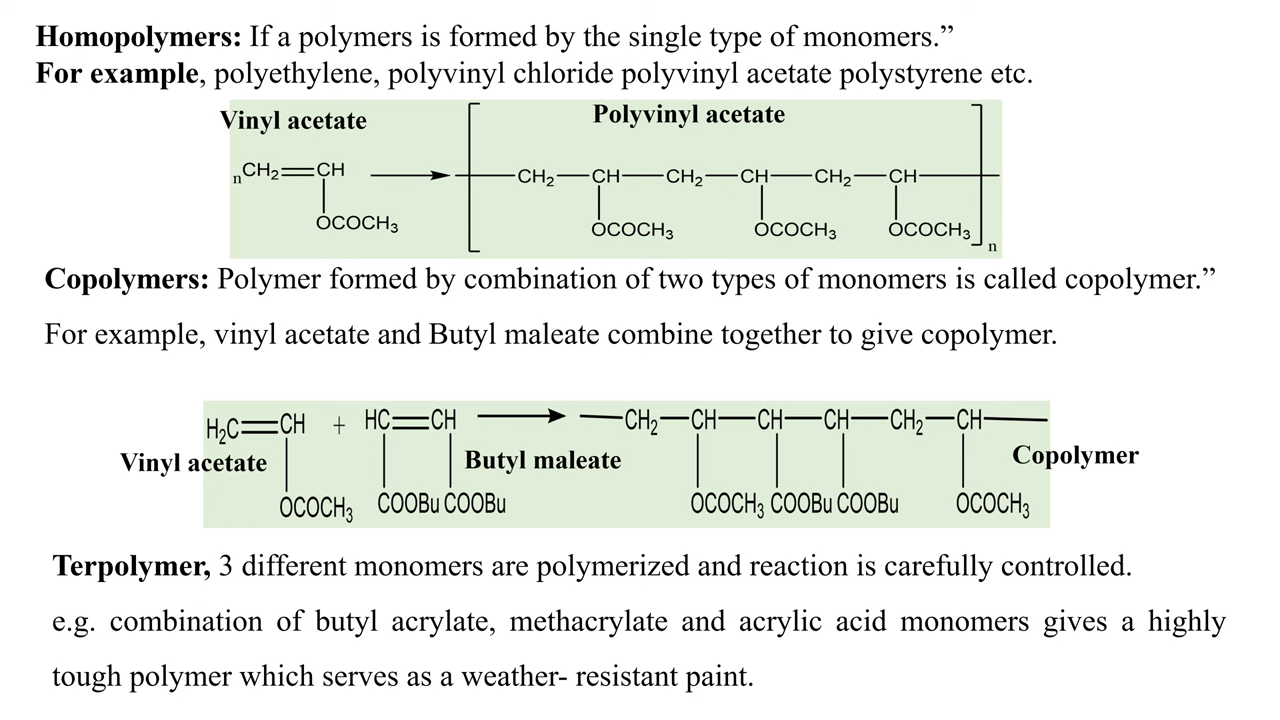 Homopolymers: If a polymers is formed by the single type of monomers.”
For example, polyethylene, polyvinyl chloride polyvinyl acetate polystyrene etc.
Vinyl acetate
Polyvinyl acetate
nCH₂ CH
OCOCH₃
CH₂ CH CH₂ CH CH₂ CH
OCOCH₃ OCOCH₃ OCOCH₃
n
Copolymers: Polymer formed by combination of two types of monomers is called copolymer.”
For example, vinyl acetate and Butyl maleate combine together to give copolymer.
H₂C CH + HC CH CH₂ CH CH CH CH₂ CH
Vinyl acetate Butyl maleate Copolymer
OCOCH₃ COOBu COOBu OCOCH₃ COOBu COOBu OCOCH₃
Terpolymer, 3 different monomers are polymerized and reaction is carefully controlled.
e.g. combination of butyl acrylate, methacrylate and acrylic acid monomers gives a highly
tough polymer which serves as a weather- resistant paint.